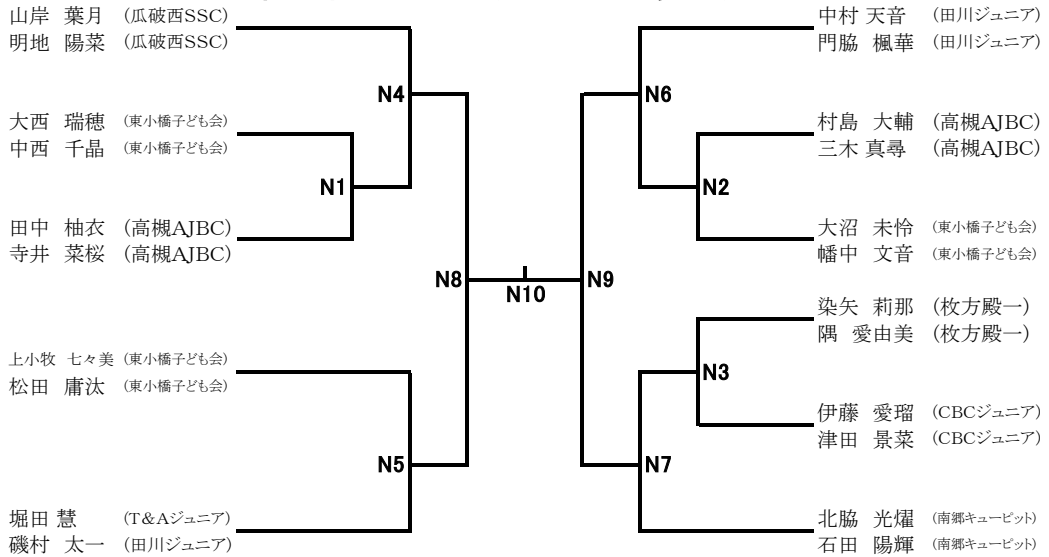 山岸 葉月 (瓜破西SSC)
明地 陽菜 (瓜破西SSC)
N4
大西 瑞穂 (東小橋子ども会)
中西 千晶 (東小橋子ども会)
N1
田中 柚衣 (高槻AJBC)
寺井 菜桜 (高槻AJBC)
N8
上小牧 七々美 (東小橋子ども会)
松田 庸汰 (東小橋子ども会)
N5
堀田 慧 (T&Aジュニア)
磯村 太一 (田川ジュニア)
N10
中村 天音 (田川ジュニア)
門脇 楓華 (田川ジュニア)
N6
村島 大輔 (高槻AJBC)
三木 真尋 (高槻AJBC)
N2
大沼 未怜 (東小橋子ども会)
幡中 文音 (東小橋子ども会)
N9
染矢 莉那 (枚方殿一)
隅 愛由美 (枚方殿一)
N3
伊藤 愛瑠 (CBCジュニア)
津田 景菜 (CBCジュニア)
N7
北脇 光燿 (南郷キューピット)
石田 陽輝 (南郷キューピット)